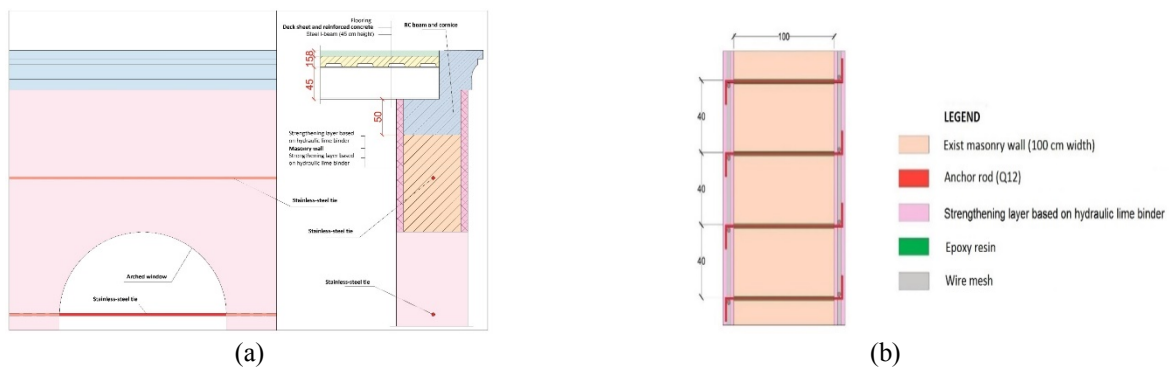 Flooring
Deck sheet and reinforced concrete
Steel I-beam (45 cm height)
RC beam and cornice
158
45
50
Strengthening layer based
on hydraulic lime binder
Masonry wall
Strengthening layer based
on hydraulic lime binder
Stainless-steel tie
Stainless-steel tie
Arched window
Stainless-steel tie
Stainless-steel tie
(a)
100
40
40
40
LEGEND
Exist masonry wall (100 cm width)
Anchor rod (Q12)
Strengthening layer based on hydraulic lime binder
Epoxy resin
Wire mesh
(b)